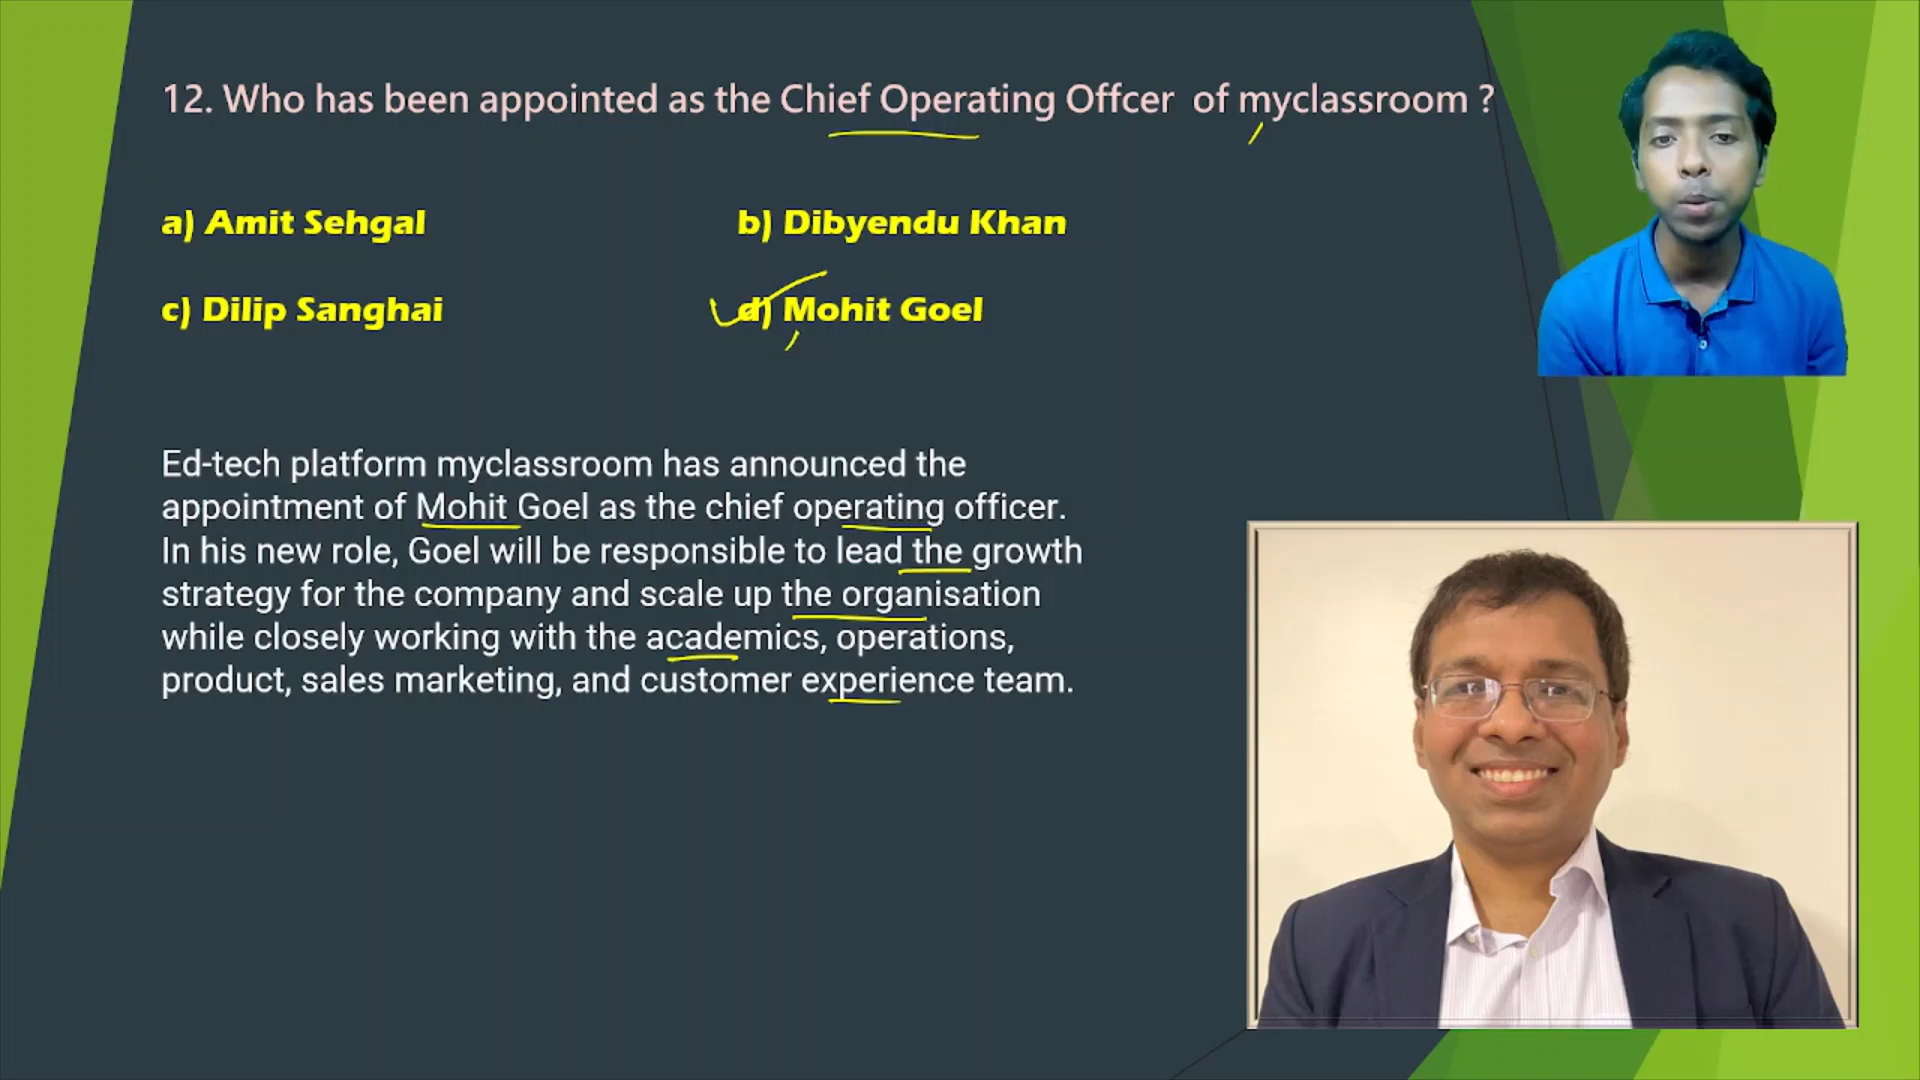 12. Who has been appointed as the Chief Operating Offcer of myclassroom ?
a) Amit Sehgal
b) Dibyendu Khan
c) Dilip Sanghai
d) Mohit Goel
Ed-tech platform myclassroom has announced the
appointment of Mohit Goel as the chief operating officer.
In his new role, Goel will be responsible to lead the growth
strategy for the company and scale up the organisation
while closely working with the academics, operations,
product, sales marketing, and customer experience team.